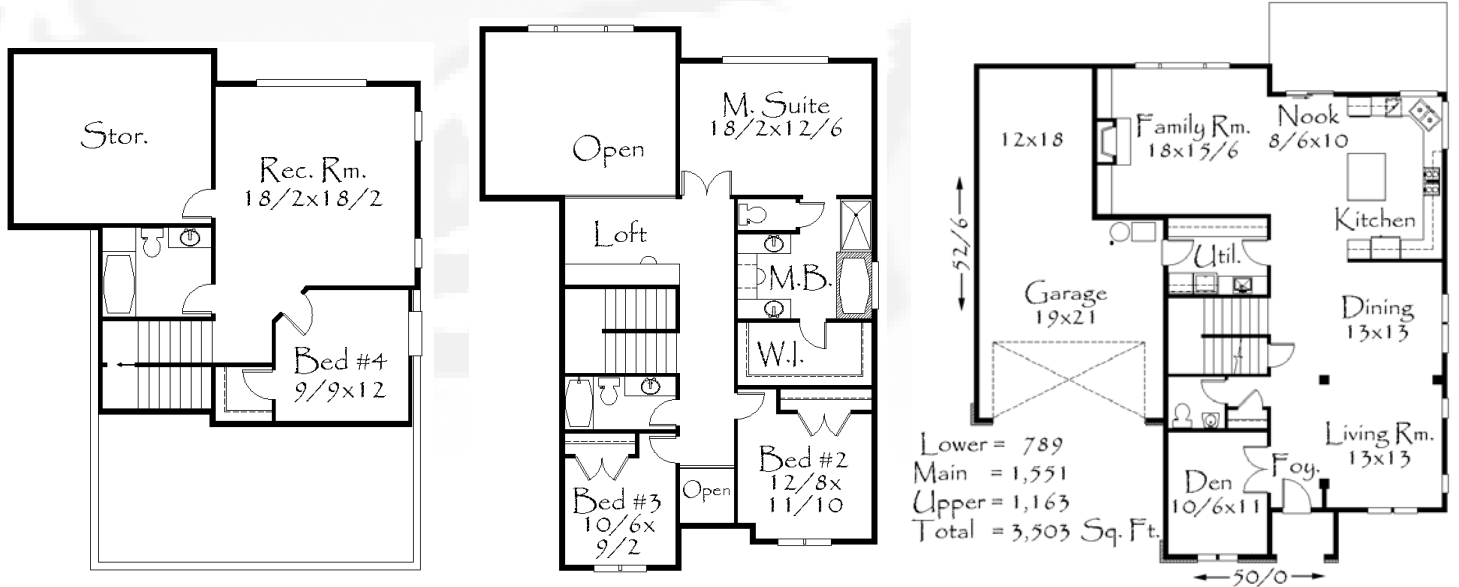 Stor.
Rec. Rm.
18/2x18/2
Bed #4
9/9x12
Open
M. Suite
18/2x12/6
Loft
M.B.
W.I.
Bed #3
10/6x
9/2
Open
Bed #2
12/8x
11/10
12x18
Family Rm.
18x15/6
Nook
8/6x10
Kitchen
52/6
Util.
Garage
19x21
Dining
13x13
Living Rm.
13x13
Foy.
Den
10/6x11
50/0
Lower = 789
Main = 1,551
Upper = 1,163
Total = 3,503 Sq. Ft.